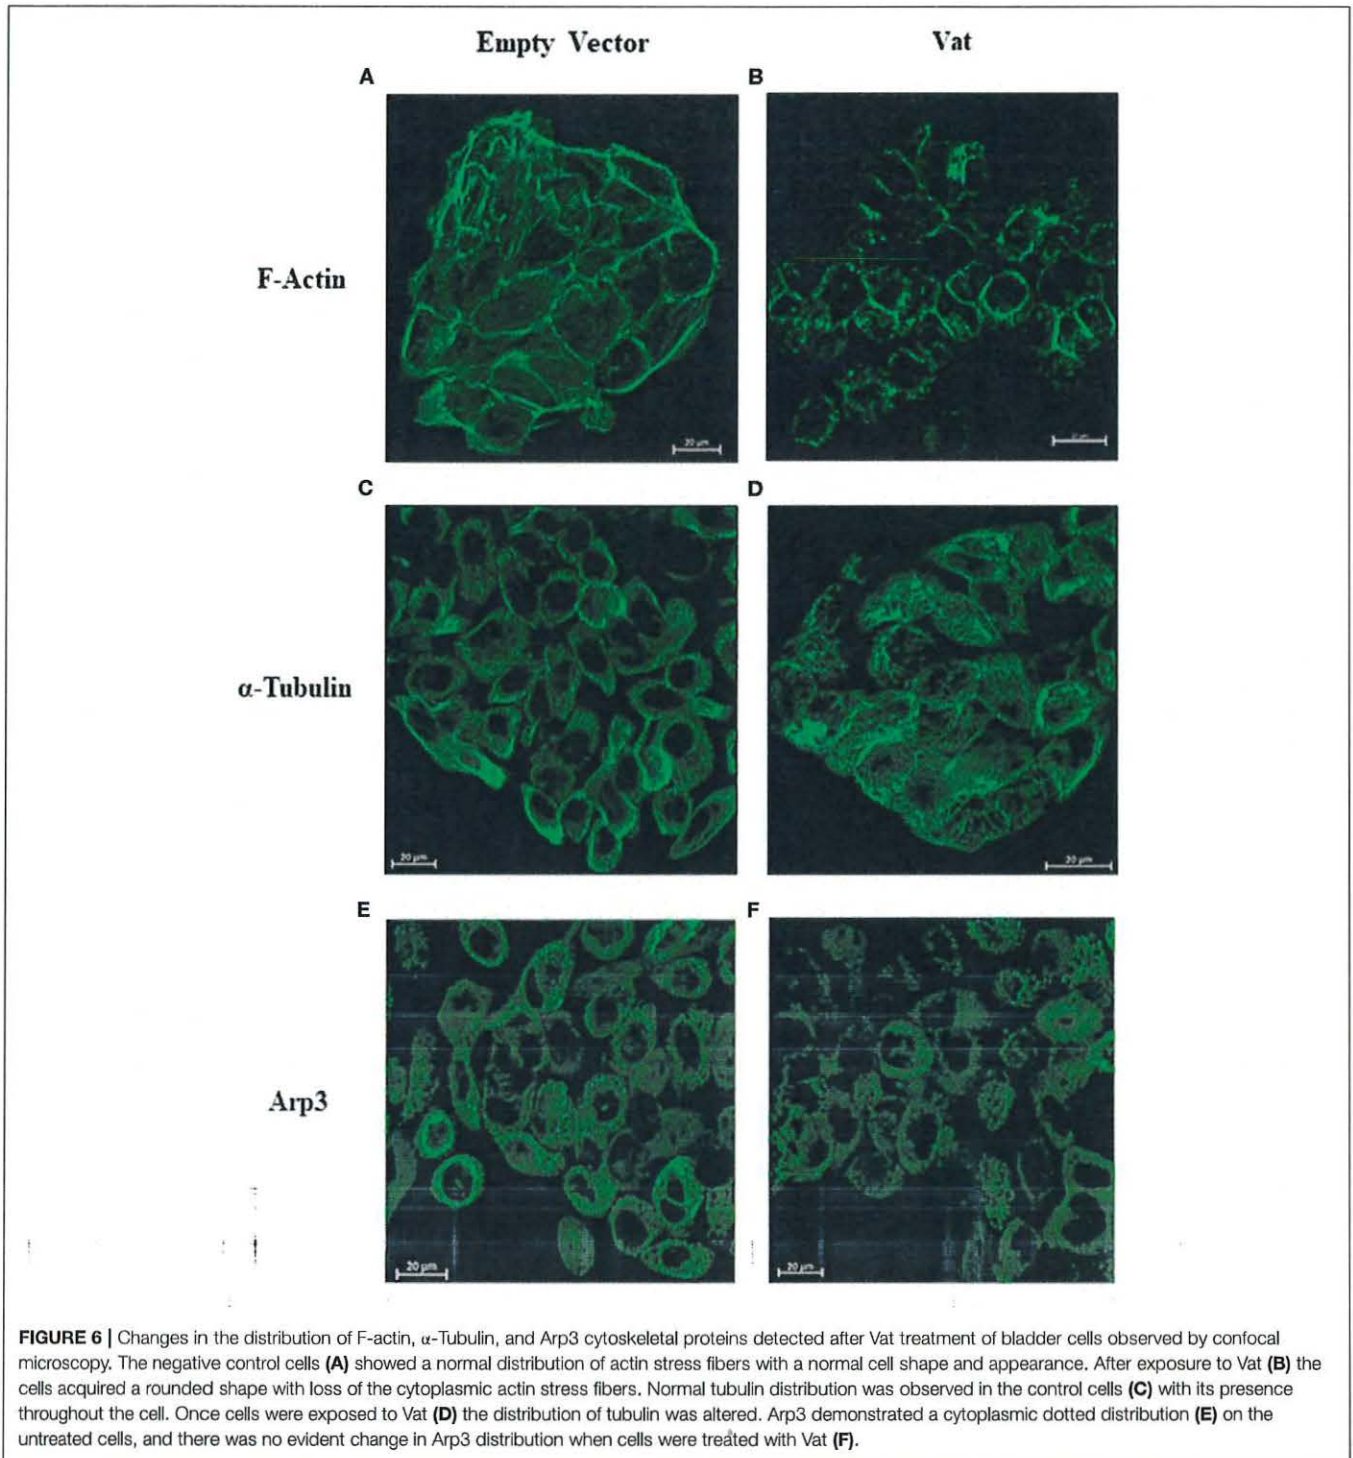 Empty Vector
Vat
A
B
F-Actin
20 µm
C
D
α-Tubulin
20 µm
20 µm
E
F
Arp3
20 µm
20 µm
FIGURE 6 | Changes in the distribution of F-actin, α-Tubulin, and Arp3 cytoskeletal proteins detected after Vat treatment of bladder cells observed by confocal
microscopy. The negative control cells (A) showed a normal distribution of actin stress fibers with a normal cell shape and appearance. After exposure to Vat (B) the
cells acquired a rounded shape with loss of the cytoplasmic actin stress fibers. Normal tubulin distribution was observed in the control cells (C) with its presence
throughout the cell. Once cells were exposed to Vat (D) the distribution of tubulin was altered. Arp3 demonstrated a cytoplasmic dotted distribution (E) on the
untreated cells, and there was no evident change in Arp3 distribution when cells were treated with Vat (F).